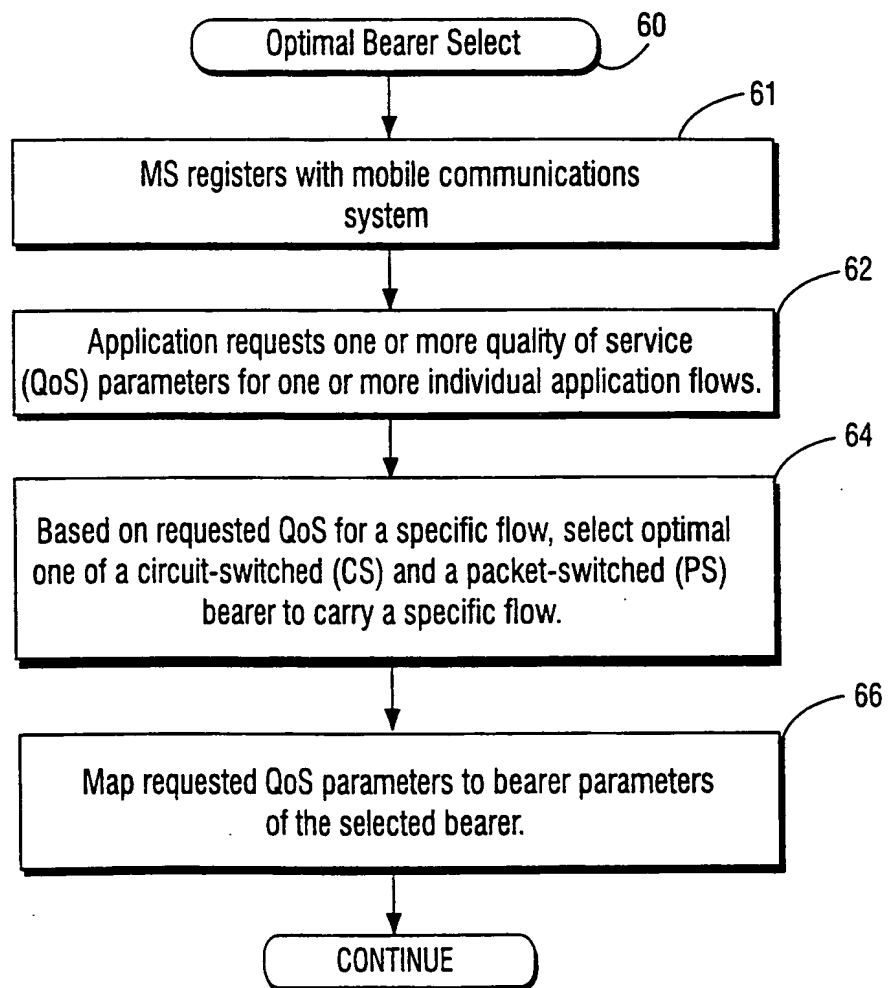 Optimal Bearer Select
60
61
MS registers with mobile communications
system
62
Application requests one or more quality of service
(QoS) parameters for one or more individual application flows.
64
Based on requested QoS for a specific flow, select optimal
one of a circuit-switched (CS) and a packet-switched (PS)
bearer to carry a specific flow.
66
Map requested QoS parameters to bearer parameters
of the selected bearer.
CONTINUE